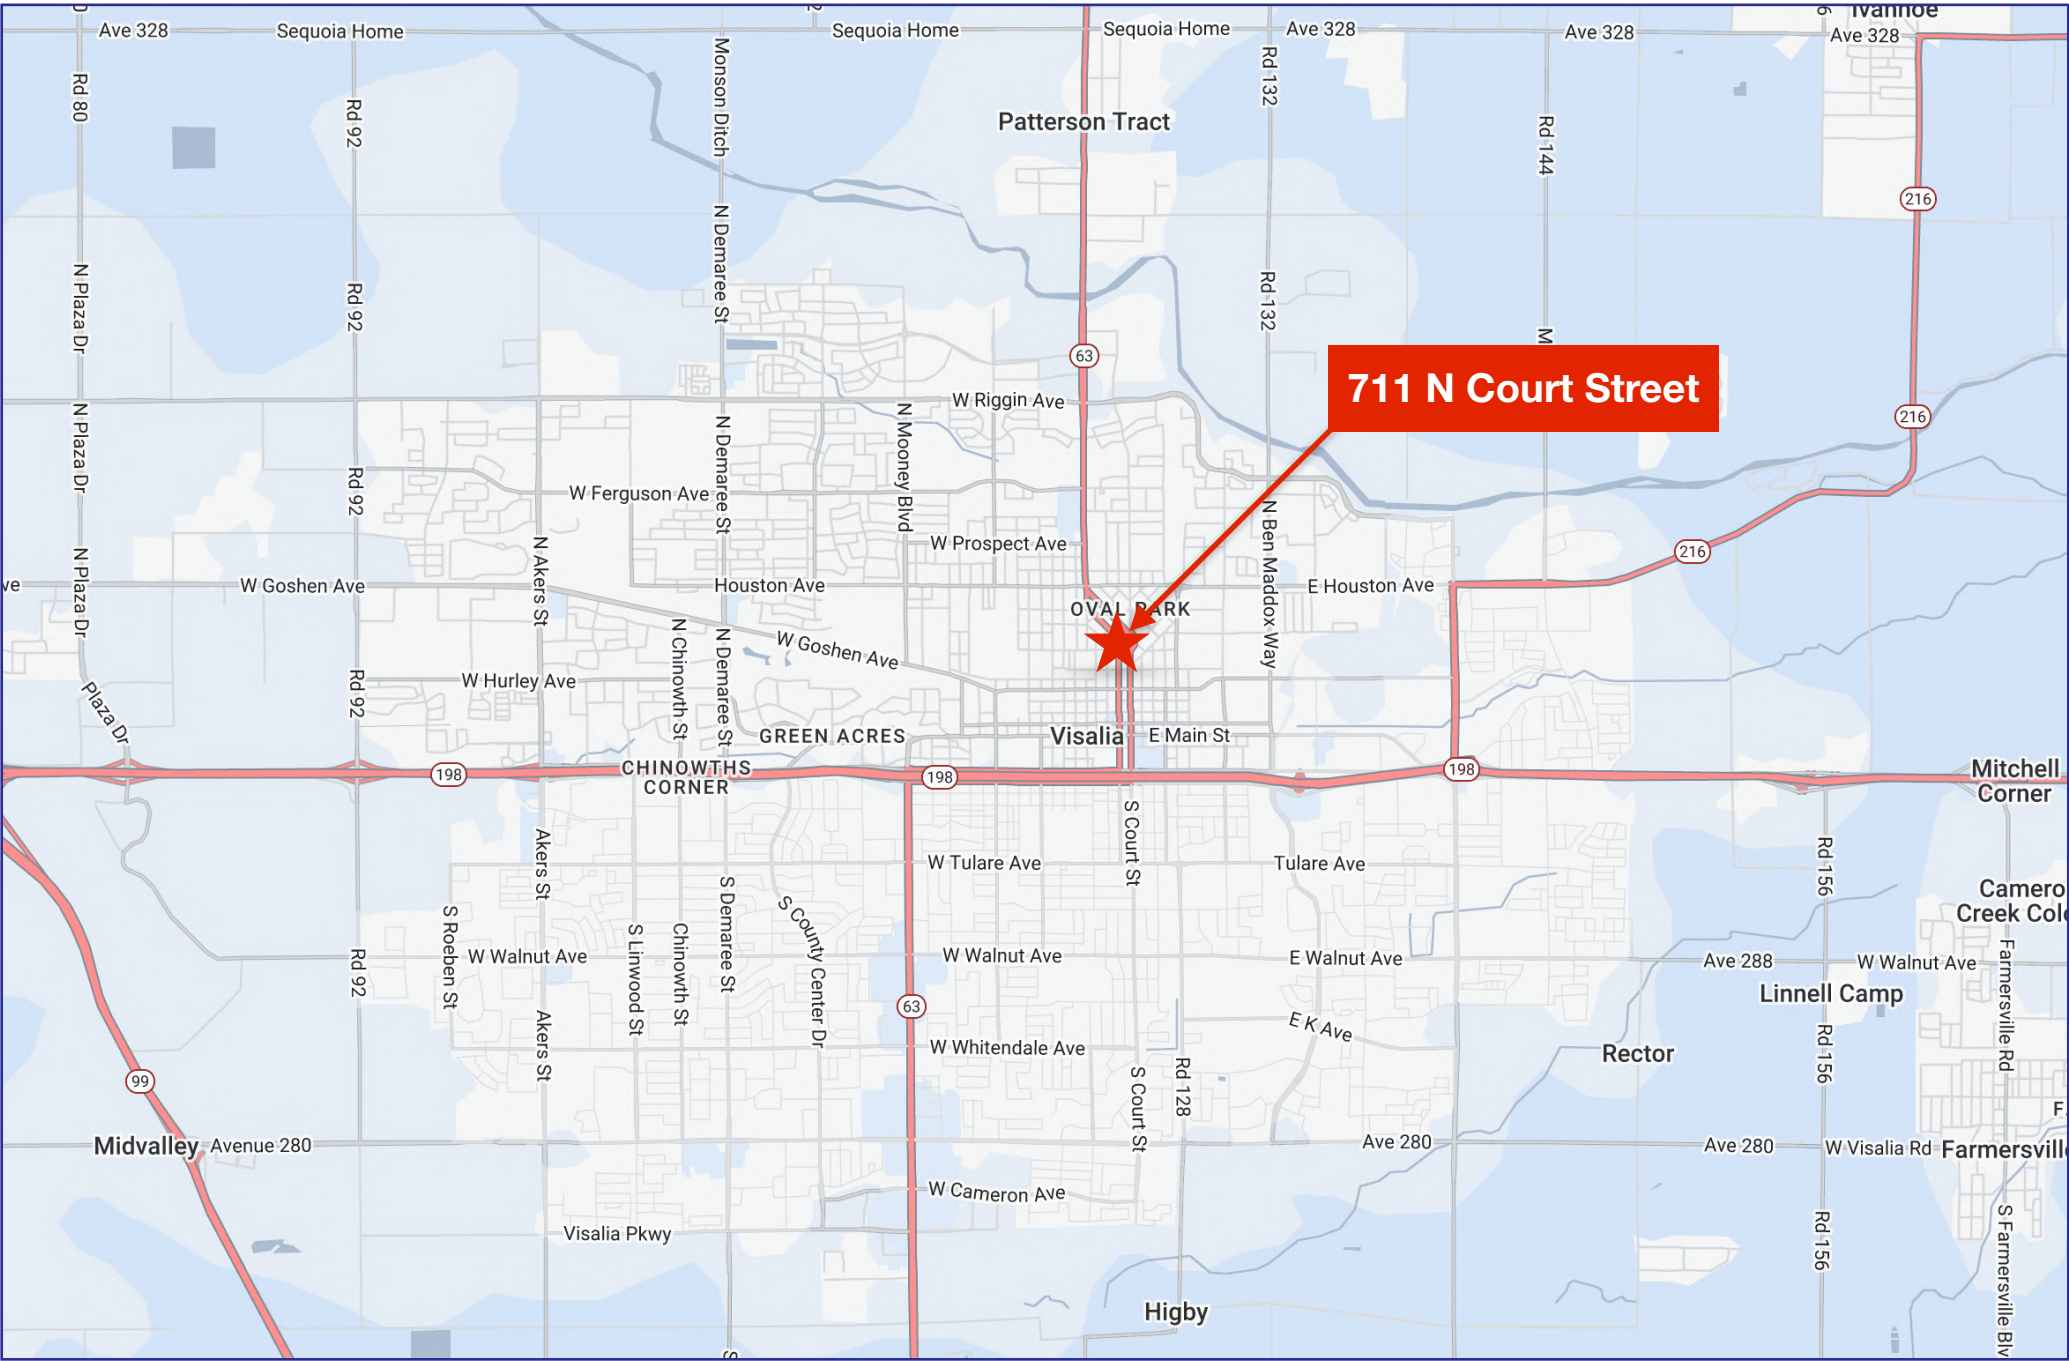 Ave 328
Sequoia Home
Sequoia Home
Sequoia Home
Ave 328
Ave 328
Ivanhoe
Ave 328
Rd 80
Rd 92
Monson Ditch
Patterson Tract
Rd 132
Rd 144
216
N Plaza Dr
Rd 92
N Demaree St
63
Rd 132
M
711 N Court Street
W Riggin Ave
216
N Plaza Dr
Rd 92
N Demaree St
N Mooney Blvd
W Ferguson Ave
W Prospect Ave
N Ben Maddox Way
216
N Plaza Dr
W Goshen Ave
N Akers St
Houston Ave
E Houston Ave
OVAL PARK
W Goshen Ave
N Chinowth St
N Demaree St
W Hurley Ave
Rd 92
Plaza Dr
GREEN ACRES
Visalia
E Main St
198
CHINOWTHS
CORNER
198
198
Mitchell
Corner
S Court St
Akers St
W Tulare Ave
Tulare Ave
Rd 156
Camero
Creek Col
S Roeben St
S Linwood St
Chinowth St
S Demaree St
S County Center Dr
Rd 92
W Walnut Ave
W Walnut Ave
E Walnut Ave
Ave 288
W Walnut Ave
Farmersville Rd
Linnell Camp
63
E K Ave
Akers St
W Whitendale Ave
Rector
Rd 156
99
S Court St
Rd 128
Midvalley
Avenue 280
Ave 280
Ave 280
W Visalia Rd
Farmersvill
W Cameron Ave
Visalia Pkwy
Rd 156
S Farmersville Blv
Higby